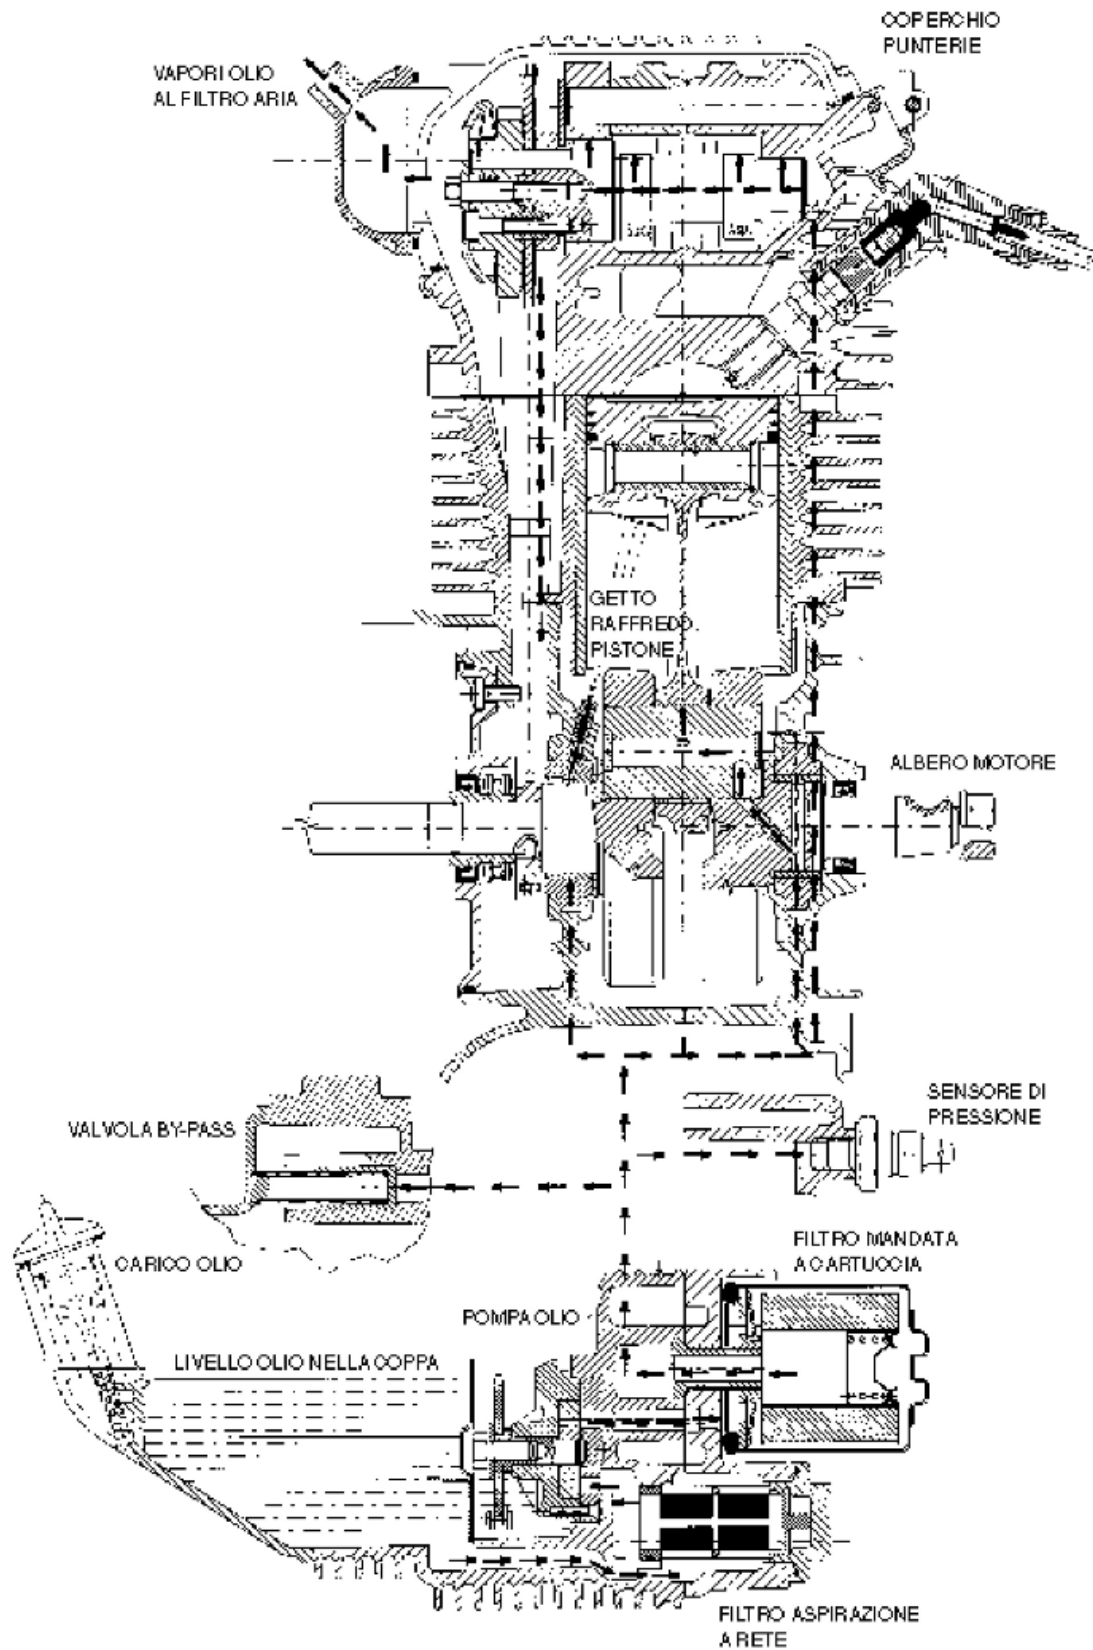 COPERCHIO
PUNTERIE
VAPORI OLIO
AL FILTRO ARIA
GETTO
RAFFREDD.
PISTONE
ALBERO MOTORE
SENSORE DI
PRESSIONE
VALVOLA BY-PASS
CARICO OLIO
FILTRO MANDATA
A CARTUCCIA
POMPA OLIO
LIVELLO OLIO NELLA COPPA
FILTRO ASPIRAZIONE
A RETE